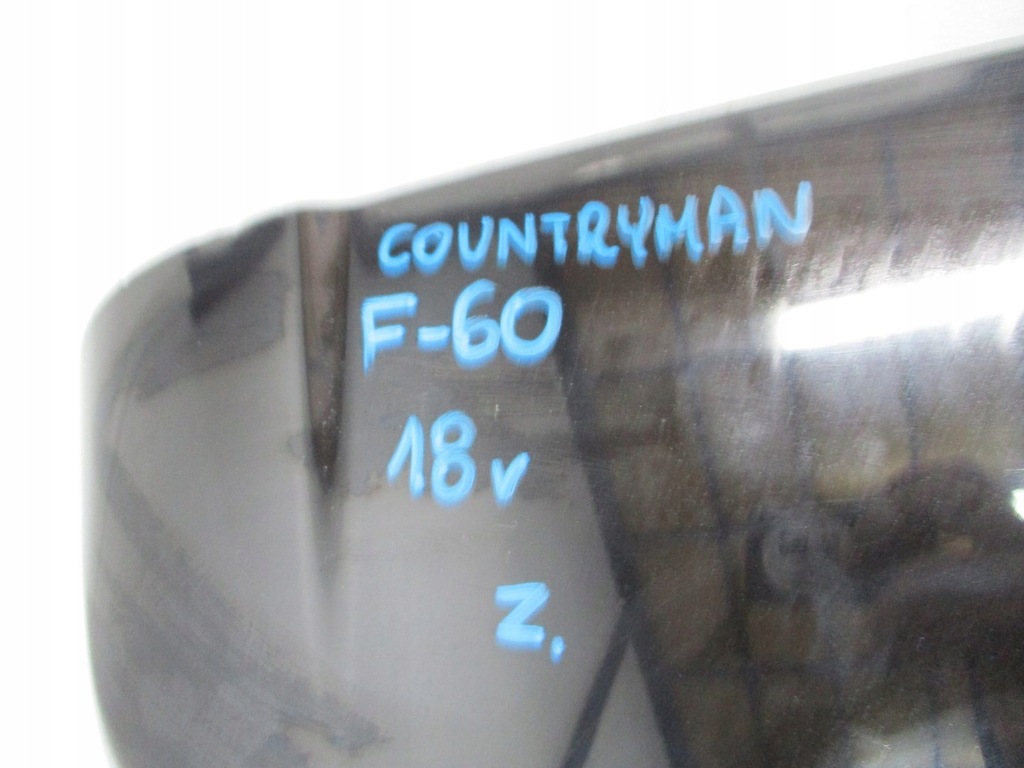 COUNTRYMAN
F-60
18v
Z.